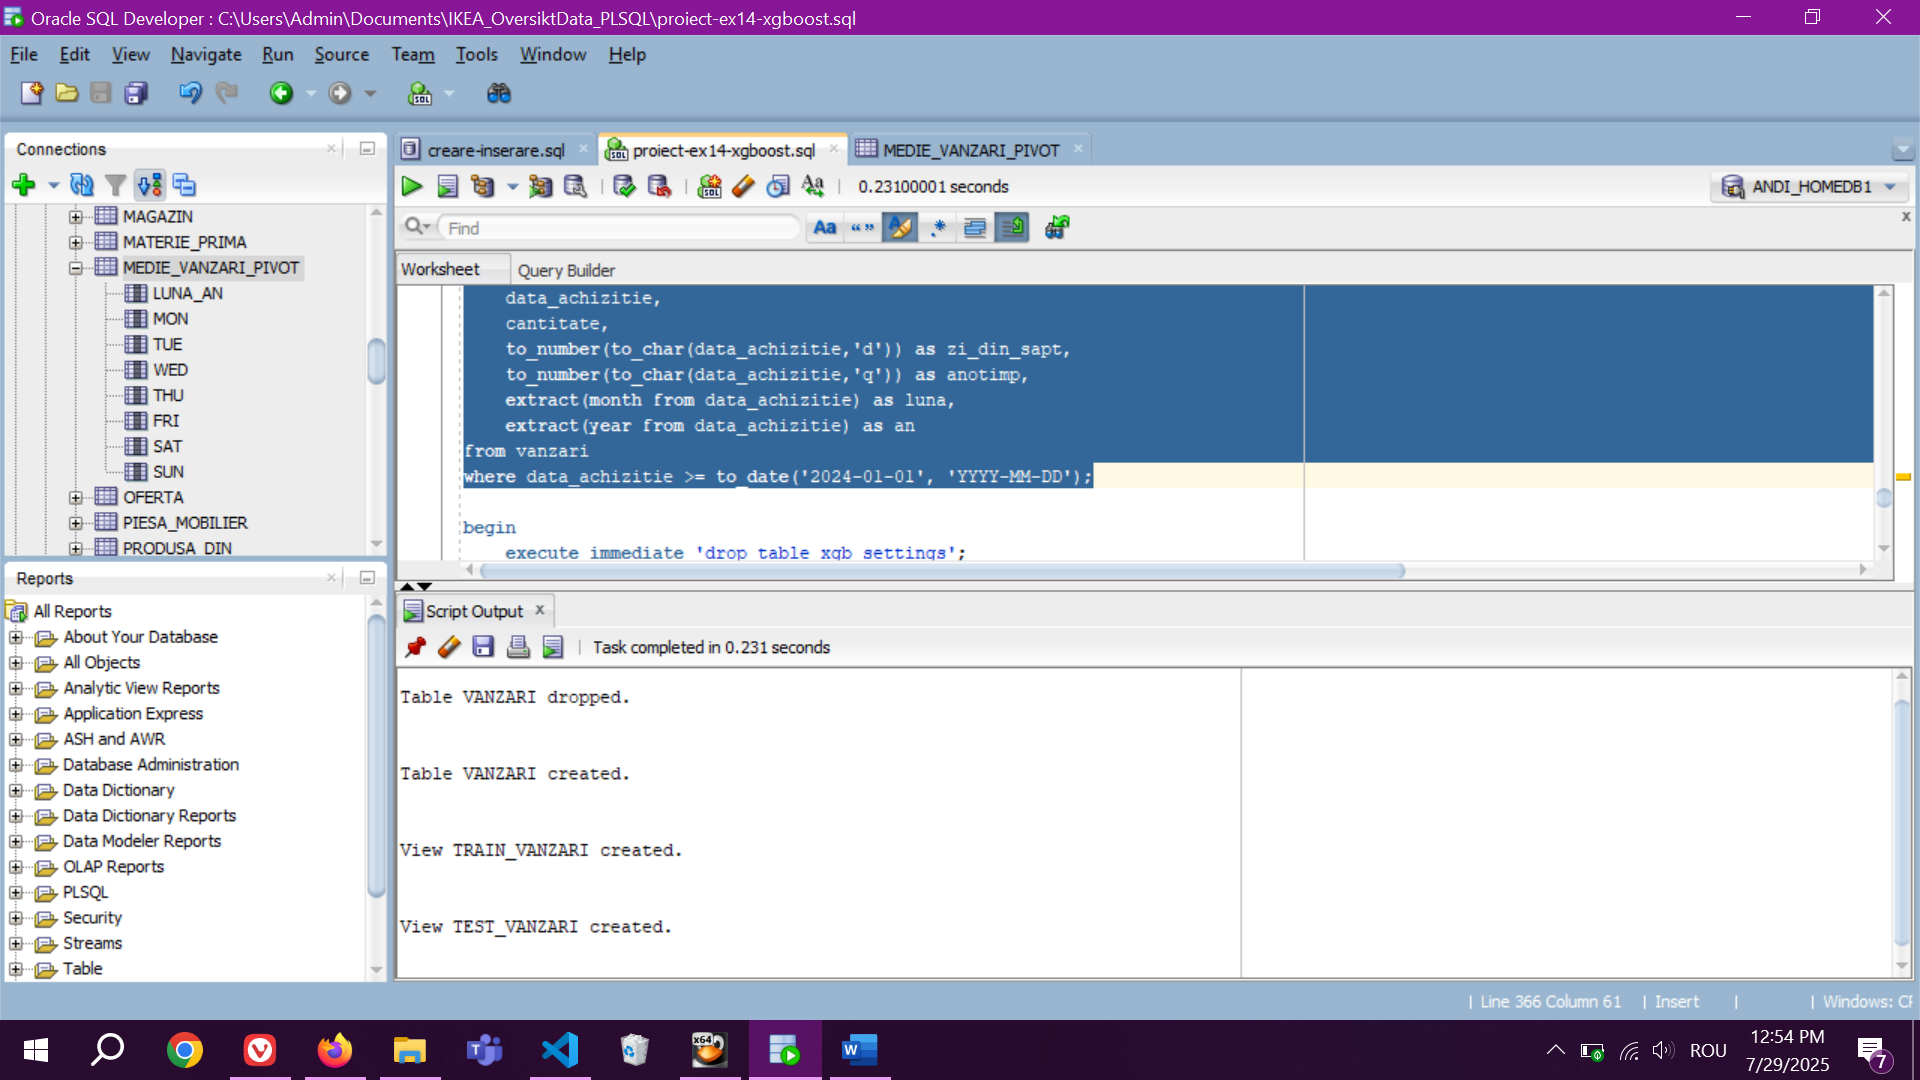 Oracle SQL Developer : C:\Users\Admin\Documents\IKEA_OversiktData_PLSQL\proiect-ex14-xgboost.sql
File Edit View Navigate Run Source Team Tools Window Help
Connections
MAGAZIN
MATERIE_PRIMA
MEDIE_VANZARI_PIVOT
LUNA_AN
MON
TUE
WED
THU
FRI
SAT
SUN
OFERTA
PIESA_MOBILIER
PRODUSA_DIN
Reports
All Reports
About Your Database
All Objects
Analytic View Reports
Application Express
ASH and AWR
Database Administration
Data Dictionary
Data Dictionary Reports
Data Modeler Reports
OLAP Reports
PLSQL
Security
Streams
Table
creare-inserare.sql
proiect-ex14-xgboost.sql
MEDIE_VANZARI_PIVOT
0.23100001 seconds
ANDI_HOMEDB1
Find
Worksheet Query Builder
data_achizitie,
cantitate,
to_number(to_char(data_achizitie,'d')) as zi_din_sapt,
to_number(to_char(data_achizitie,'q')) as anotimp,
extract(month from data_achizitie) as luna,
extract(year from data_achizitie) as an
from vanzari
where data_achizitie >= to_date('2024-01-01', 'YYYY-MM-DD');
begin
execute immediate 'drop table xgb_settings';
Script Output
Task completed in 0.231 seconds
Table VANZARI dropped.
Table VANZARI created.
View TRAIN_VANZARI created.
View TEST_VANZARI created.
| Line 366 Column 61 | Insert | | Windows: CF
ROU
12:54 PM
7/29/2025
7